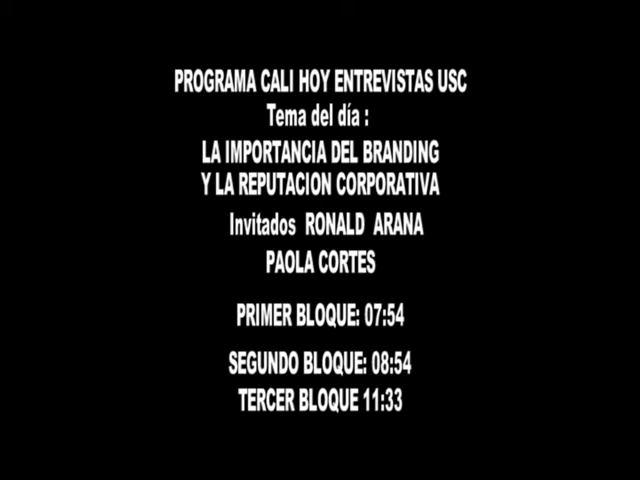 PROGRAMA CALI HOY ENTREVISTAS USC
Tema del día :
LA IMPORTANCIA DEL BRANDING
Y LA REPUTACION CORPORATIVA
Invitados RONALD ARANA
PAOLA CORTES
PRIMER BLOQUE: 07:54
SEGUNDO BLOQUE: 08:54
TERCER BLOQUE 11:33